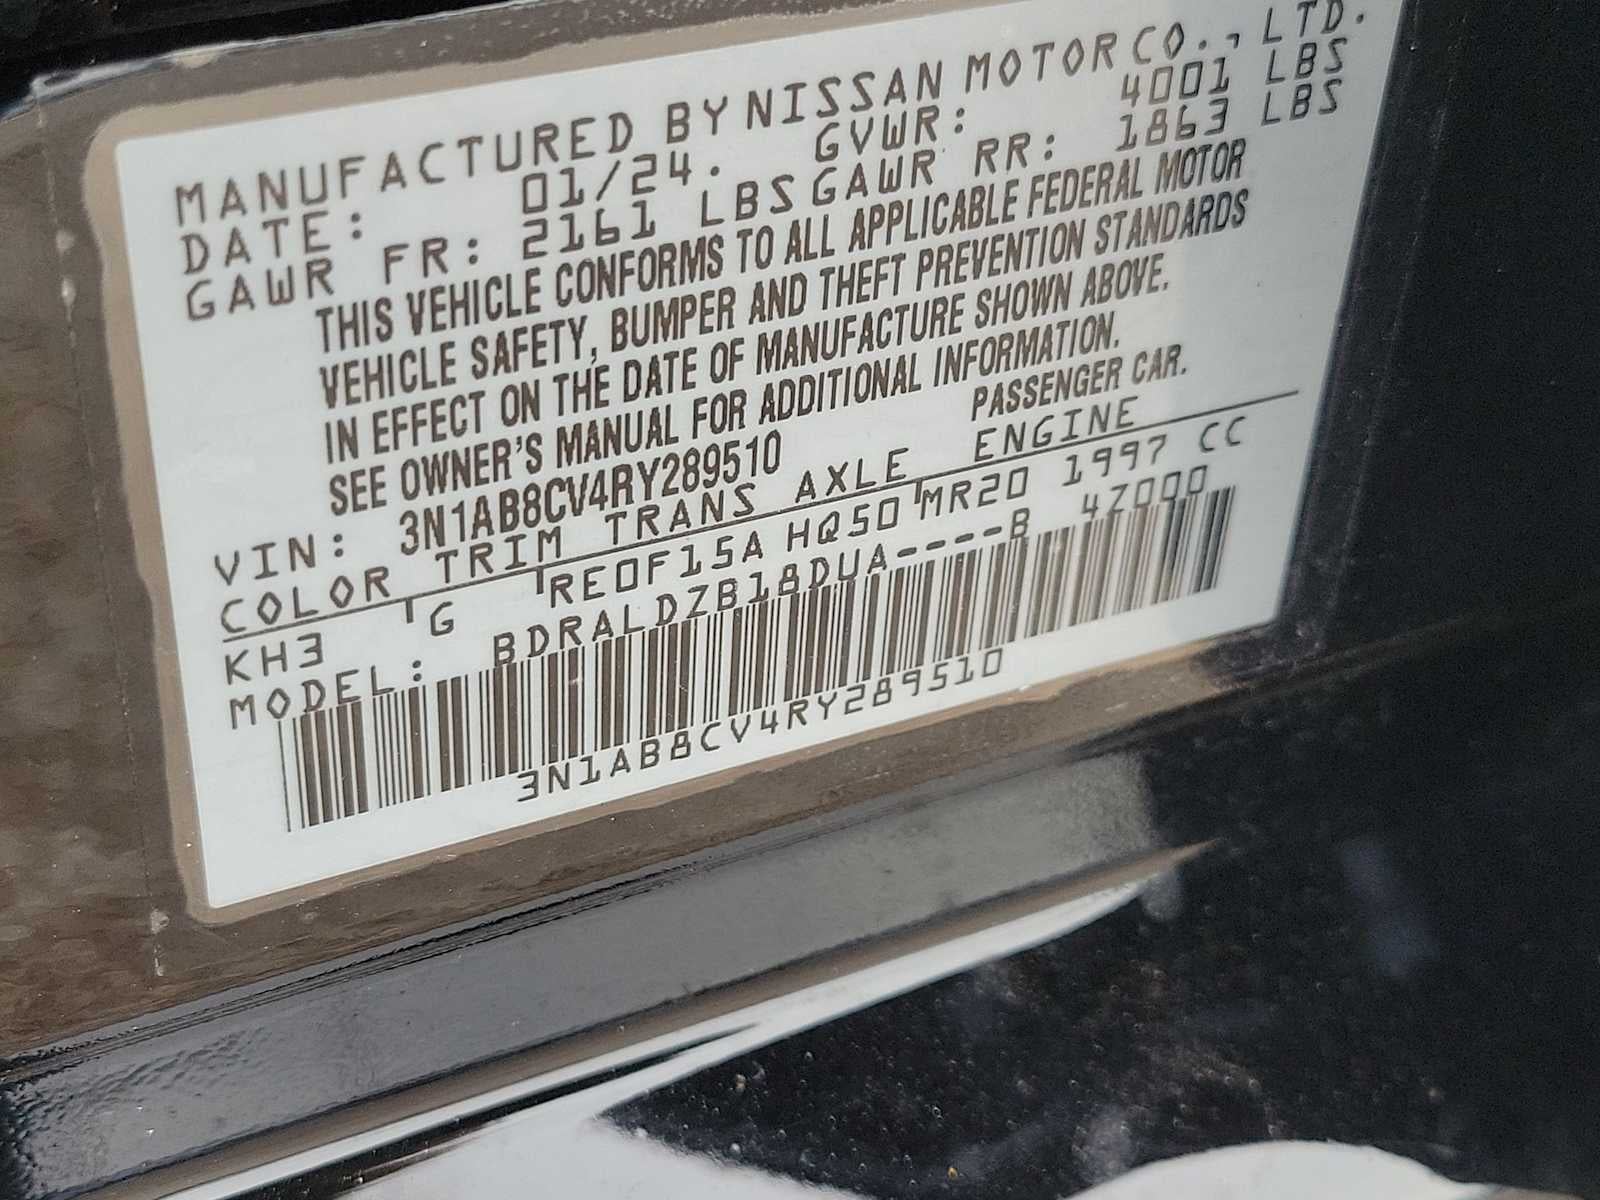 MANUFACTURED BY NISSAN MOTOR CO., LTD.
DATE: 01/24. GVWR: 4001 LBS
GAWR FR: 2161 LBS GAWR RR: 1863 LBS
THIS VEHICLE CONFORMS TO ALL APPLICABLE FEDERAL MOTOR
VEHICLE SAFETY, BUMPER AND THEFT PREVENTION STANDARDS
IN EFFECT ON THE DATE OF MANUFACTURE SHOWN ABOVE.
SEE OWNER'S MANUAL FOR ADDITIONAL INFORMATION.
VIN: 3N1AB8CV4RY289510 PASSENGER CAR.
COLOR TRIM TRANS AXLE ENGINE
KH3 G RE0F15A HQ50 MR20 1997 CC
MODEL: BDRALDZB18DUA----B 4Z000
3N1AB8CV4RY289510